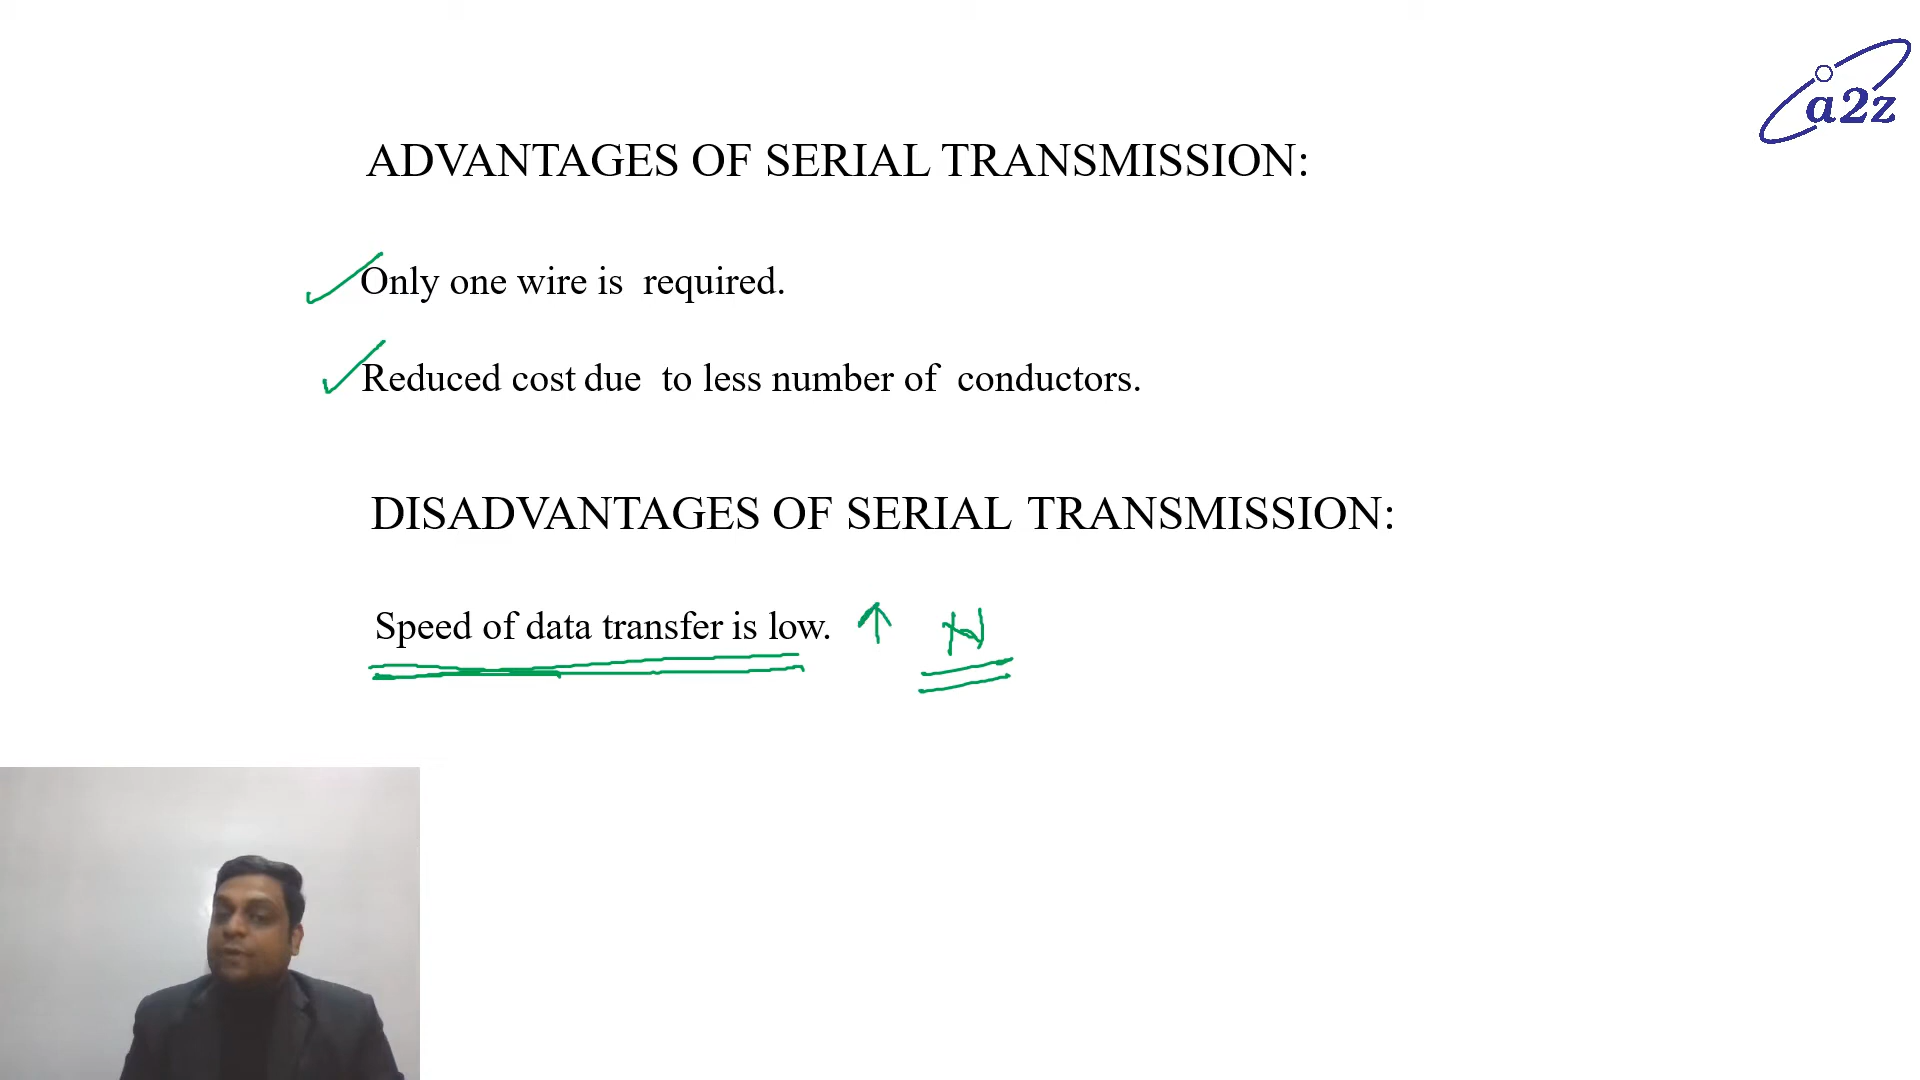 a2z
ADVANTAGES OF SERIAL TRANSMISSION:
Only one wire is required.
Reduced cost due to less number of conductors.
DISADVANTAGES OF SERIAL TRANSMISSION:
Speed of data transfer is low. ↑ N